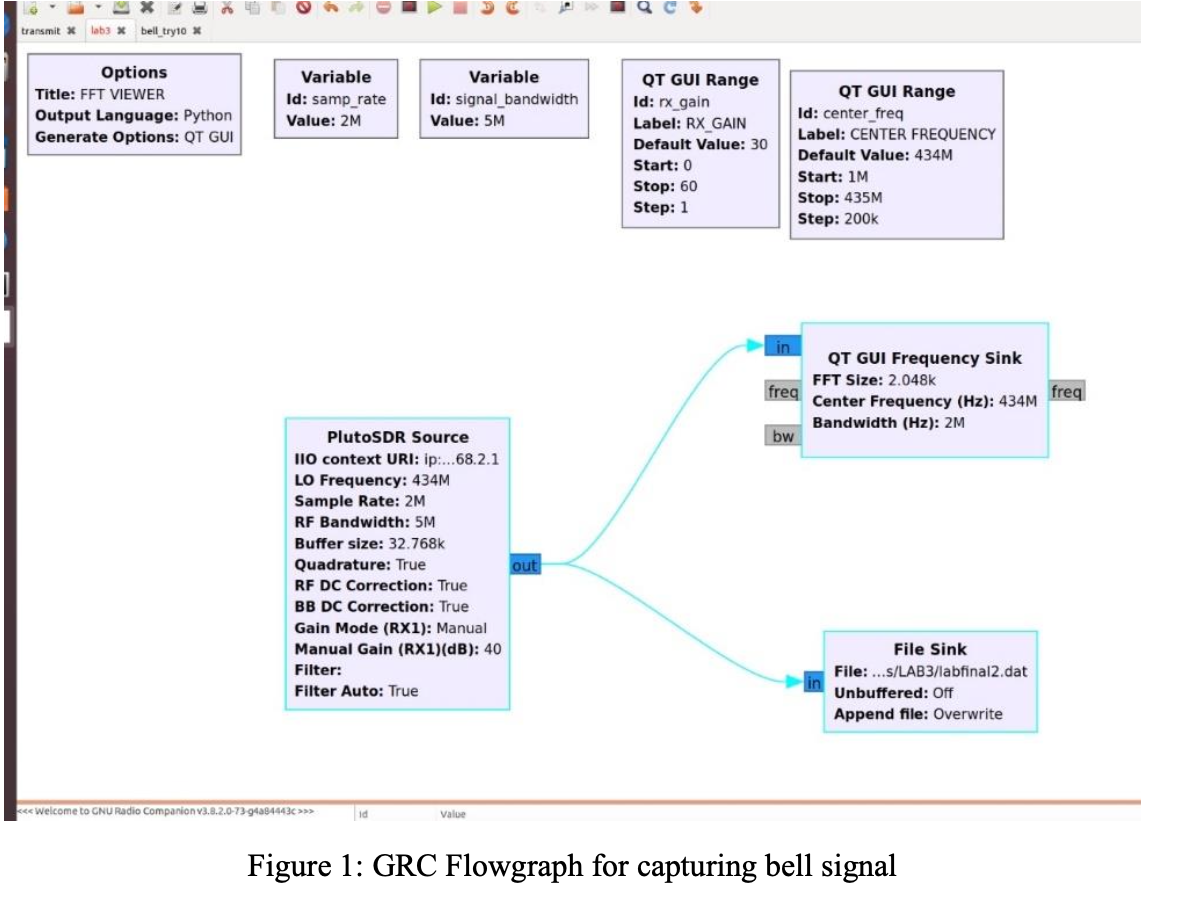 transmit
lab3
bell_try10
Options
Title: FFT VIEWER
Output Language: Python
Generate Options: QT GUI
Variable
Id: samp_rate
Value: 2M
Variable
Id: signal_bandwidth
Value: 5M
QT GUI Range
Id: rx_gain
Label: RX_GAIN
Default Value: 30
Start: 0
Stop: 60
Step: 1
QT GUI Range
Id: center_freq
Label: CENTER FREQUENCY
Default Value: 434M
Start: 1M
Stop: 435M
Step: 200k
in
freq
bw
QT GUI Frequency Sink
FFT Size: 2.048k
Center Frequency (Hz): 434M
Bandwidth (Hz): 2M
freq
PlutoSDR Source
IIO context URI: ip:...68.2.1
LO Frequency: 434M
Sample Rate: 2M
RF Bandwidth: 5M
Buffer size: 32.768k
Quadrature: True
RF DC Correction: True
BB DC Correction: True
Gain Mode (RX1): Manual
Manual Gain (RX1)(dB): 40
Filter:
Filter Auto: True
out
in
File Sink
File: ...s/LAB3/labfinal2.dat
Unbuffered: Off
Append file: Overwrite
<<< Welcome to GNU Radio Companion v3.8.2.0-73-g4a84443c >>>
Id
Value
Figure 1: GRC Flowgraph for capturing bell signal